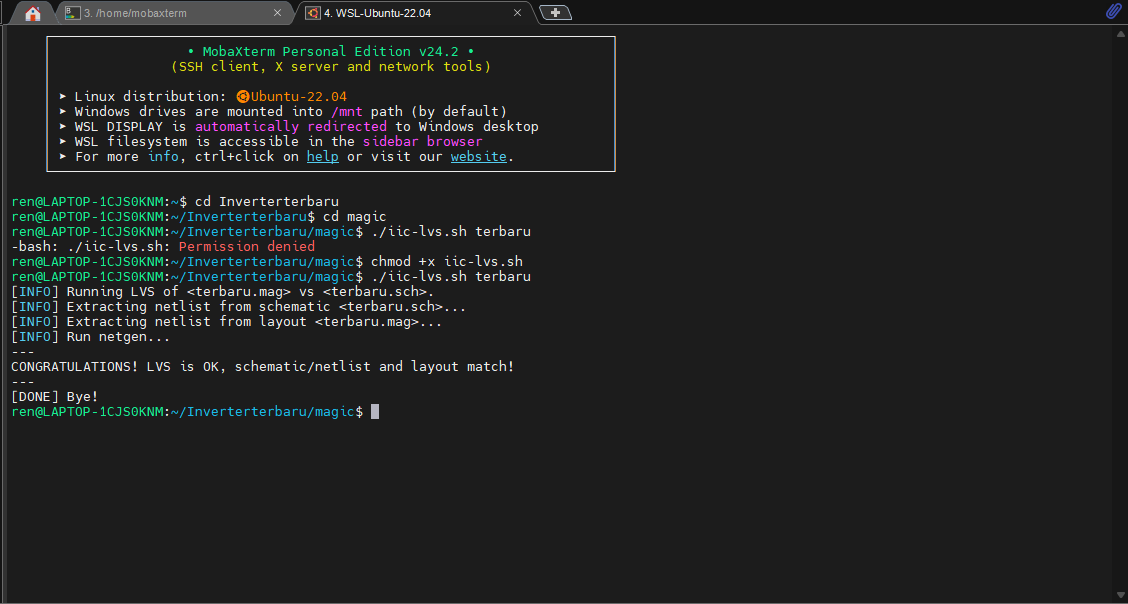 3. /home/mobaxterm
4. WSL-Ubuntu-22.04
• MobaXterm Personal Edition v24.2 •
(SSH client, X server and network tools)
➤ Linux distribution: Ubuntu-22.04
➤ Windows drives are mounted into /mnt path (by default)
➤ WSL DISPLAY is automatically redirected to Windows desktop
➤ WSL filesystem is accessible in the sidebar browser
➤ For more info, ctrl+click on help or visit our website.
ren@LAPTOP-1CJS0KNM:~$ cd Inverterterbaru
ren@LAPTOP-1CJS0KNM:~/Inverterterbaru$ cd magic
ren@LAPTOP-1CJS0KNM:~/Inverterterbaru/magic$ ./iic-lvs.sh terbaru
-bash: ./iic-lvs.sh: Permission denied
ren@LAPTOP-1CJS0KNM:~/Inverterterbaru/magic$ chmod +x iic-lvs.sh
ren@LAPTOP-1CJS0KNM:~/Inverterterbaru/magic$ ./iic-lvs.sh terbaru
[INFO] Running LVS of <terbaru.mag> vs <terbaru.sch>.
[INFO] Extracting netlist from schematic <terbaru.sch>...
[INFO] Extracting netlist from layout <terbaru.mag>...
[INFO] Run netgen...
---
CONGRATULATIONS! LVS is OK, schematic/netlist and layout match!
---
[DONE] Bye!
ren@LAPTOP-1CJS0KNM:~/Inverterterbaru/magic$